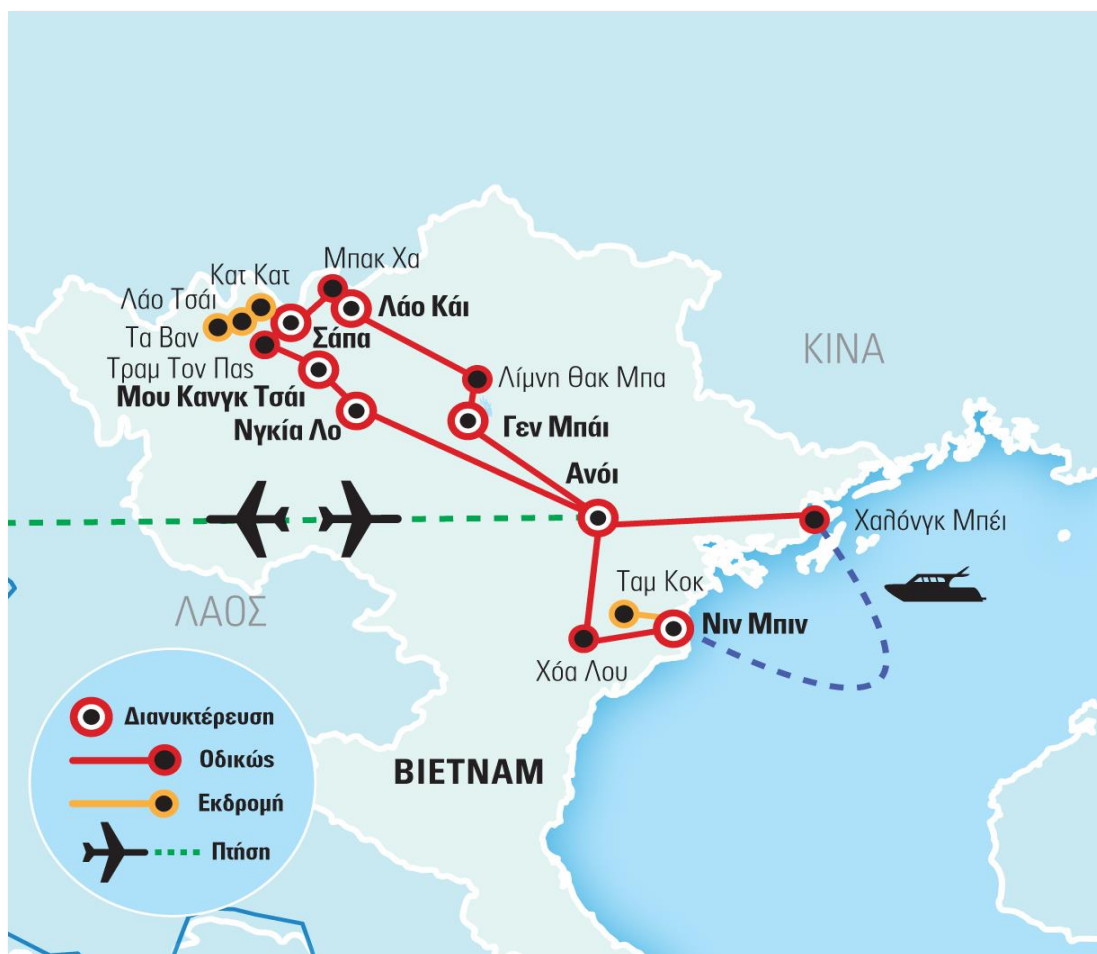 Μπακ Χα
Κατ Κατ
Λάο Τσάι
Λάο Κάι
Τα Βαν
Σάπα
ΚΙΝΑ
Τραμ Τον Πας
Λίμνη Θακ Μπα
Μου Κανγκ Τσάι
Νγκία Λο
Γεν Μπάι
Ανόι
Χαλόνγκ Μπέι
Ταμ Κοκ
ΛΑΟΣ
Νιν Μπιν
Χόα Λου
Διανυκτέρευση
Οδικώς
ΒΙΕΤΝΑΜ
Εκδρομή
Πτήση